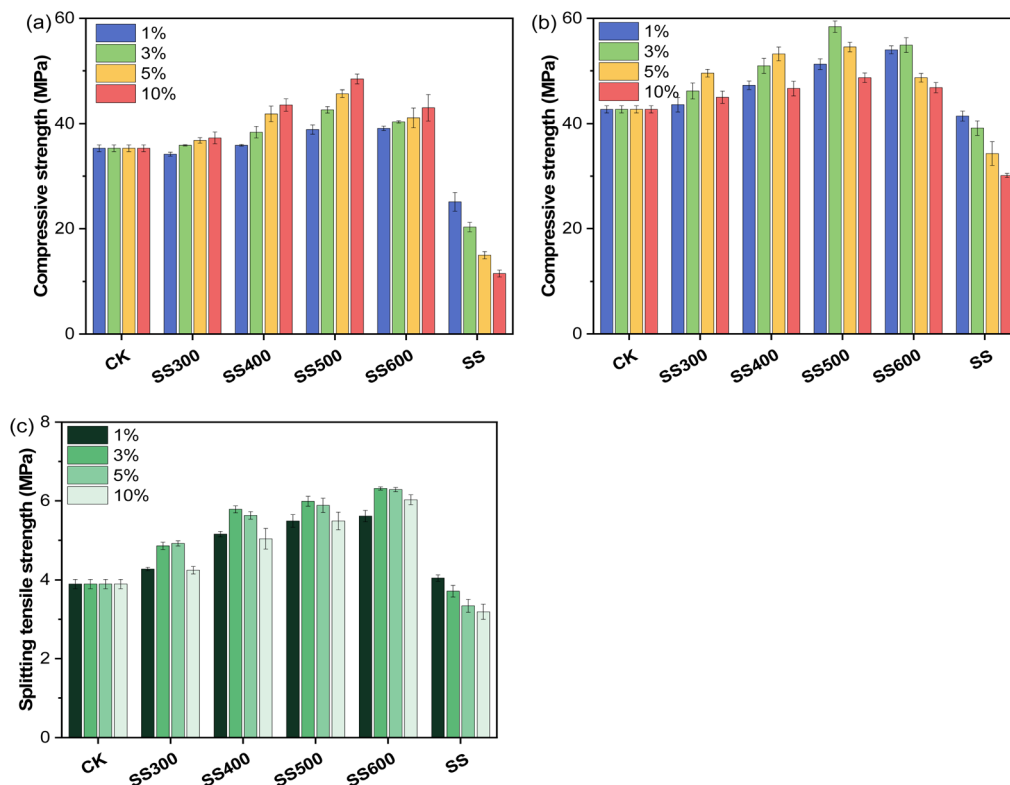 (a)
Compressive strength (MPa)
60
40
20
0
1%
3%
5%
10%
CK
SS300
SS400
SS500
SS600
SS
(b)
Compressive strength (MPa)
60
40
20
0
1%
3%
5%
10%
CK
SS300
SS400
SS500
SS600
SS
(c)
Splitting tensile strength (MPa)
8
6
4
2
0
1%
3%
5%
10%
CK
SS300
SS400
SS500
SS600
SS